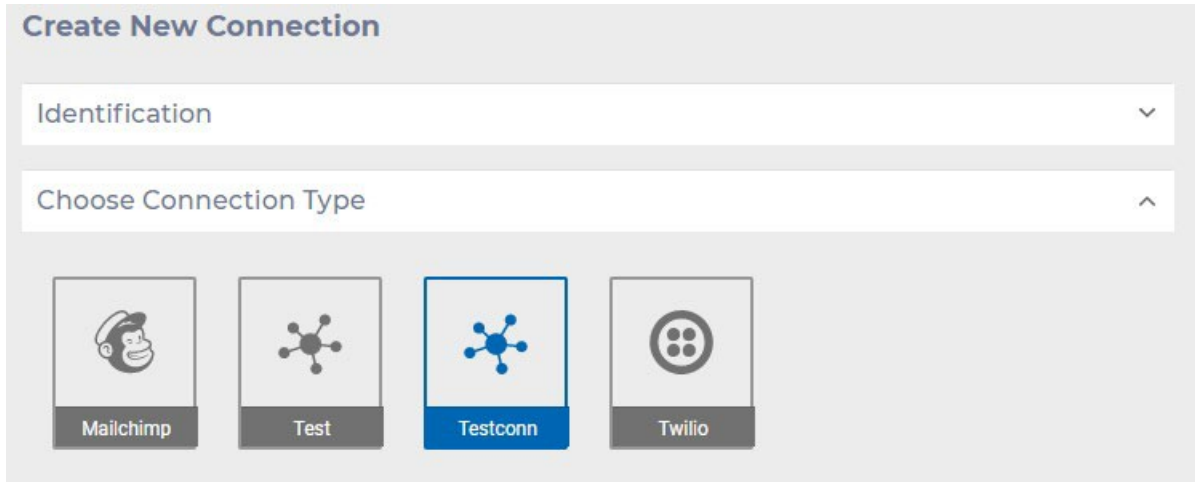 Create New Connection
Identification
Choose Connection Type
Mailchimp
Test
Testconn
Twilio